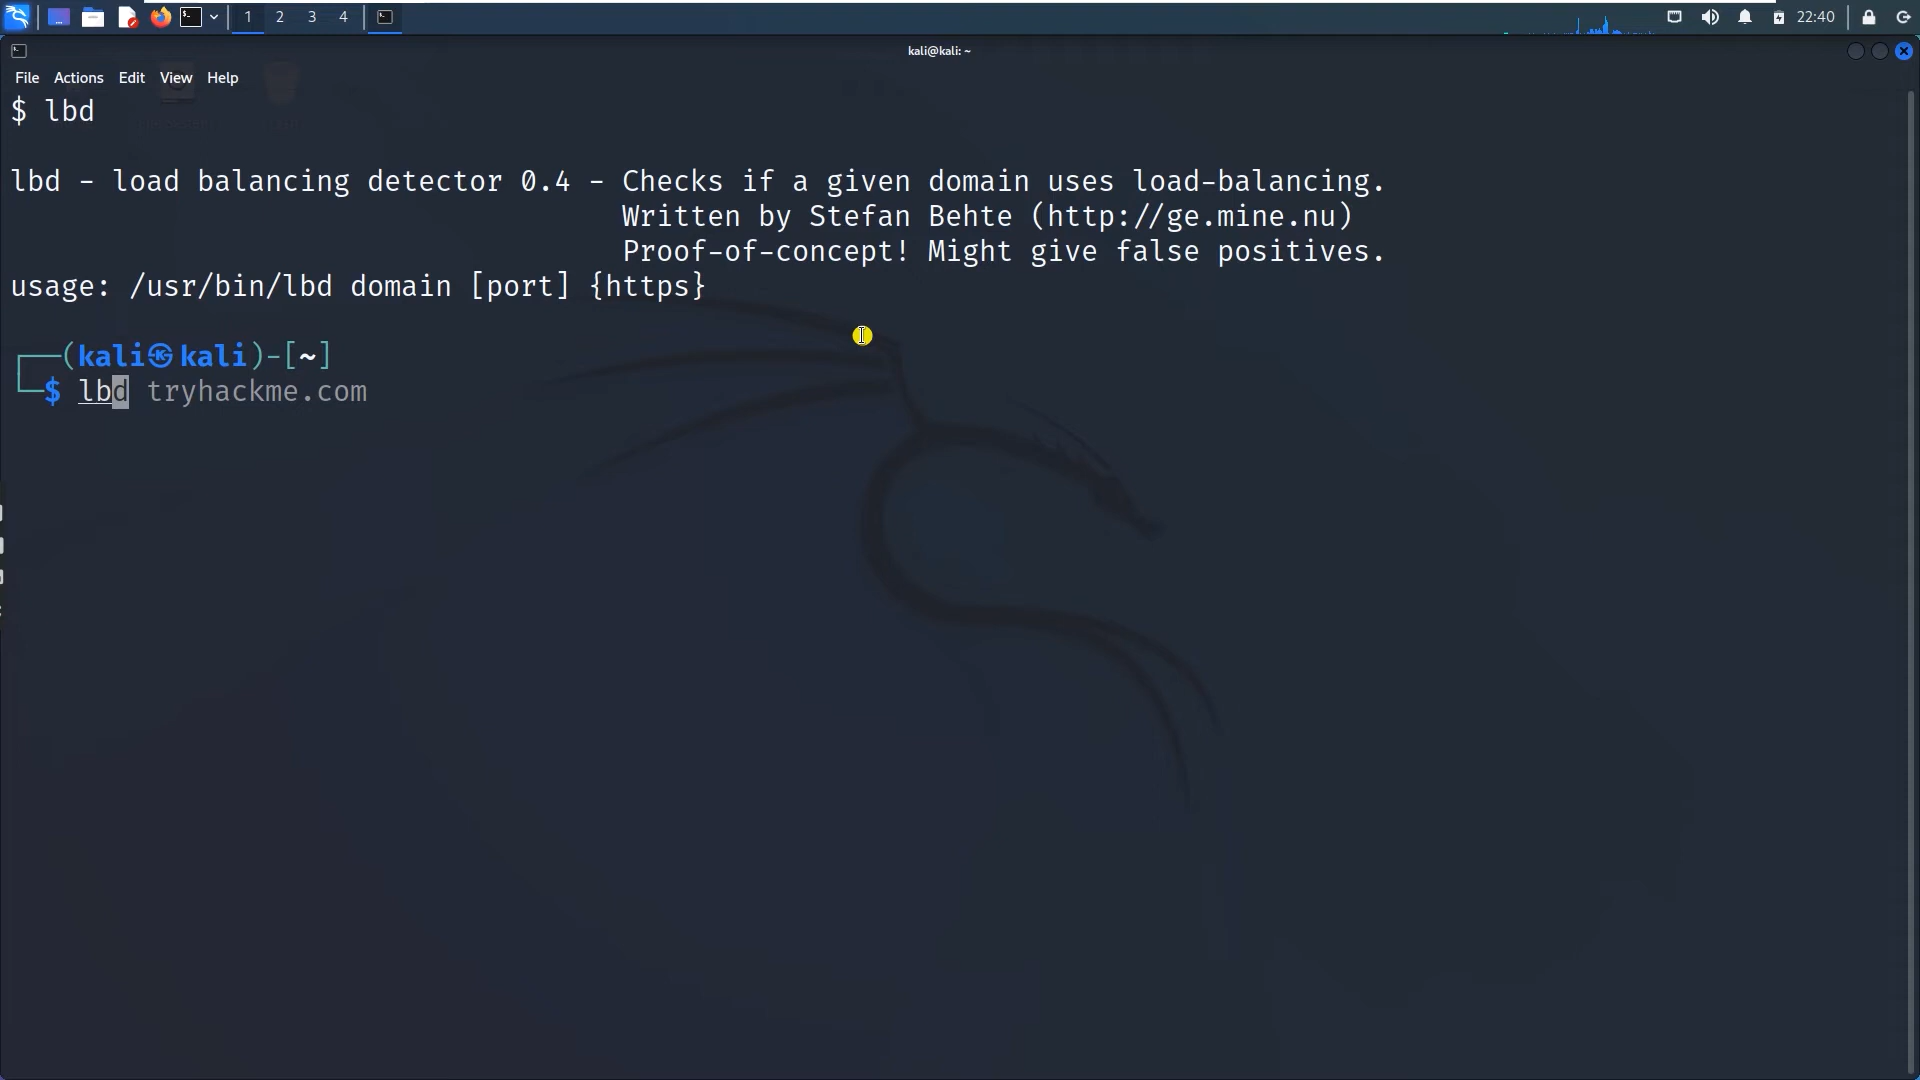 1 2 3 4 22:40
kali@kali: ~
File Actions Edit View Help
$ lbd
lbd - load balancing detector 0.4 - Checks if a given domain uses load-balancing.
Written by Stefan Behte (http://ge.mine.nu)
Proof-of-concept! Might give false positives.
usage: /usr/bin/lbd domain [port] {https}
┌──(kali㉿kali)-[~]
└─$ lbd tryhackme.com